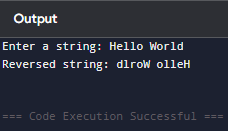 Output
Enter a string: Hello World
Reversed string: dlroW olleH
=== Code Execution Successful ===